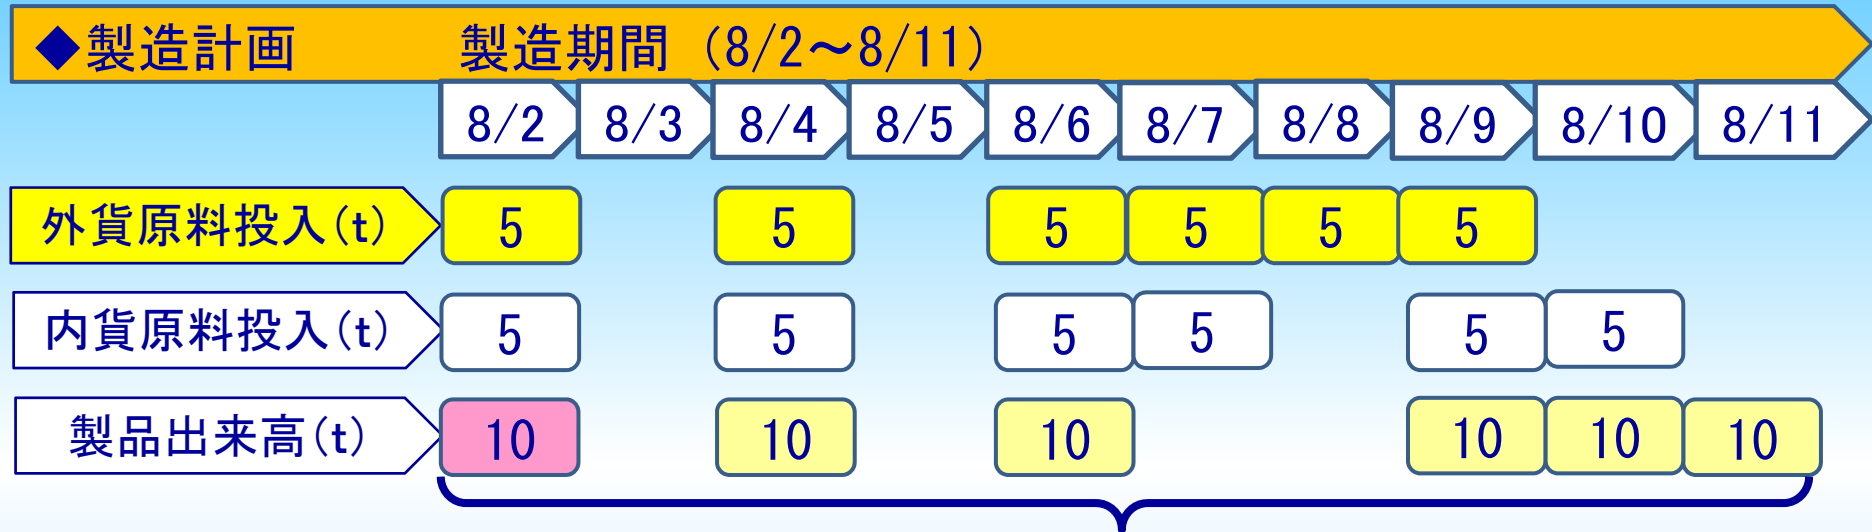 ◆製造計画 製造期間 (8/2～8/11)
8/2 8/3 8/4 8/5 8/6 8/7 8/8 8/9 8/10 8/11
外貨原料投入(t) 5 5 5 5 5 5
内貨原料投入(t) 5 5 5 5 5 5
製品出来高(t) 10 10 10 10 10 10